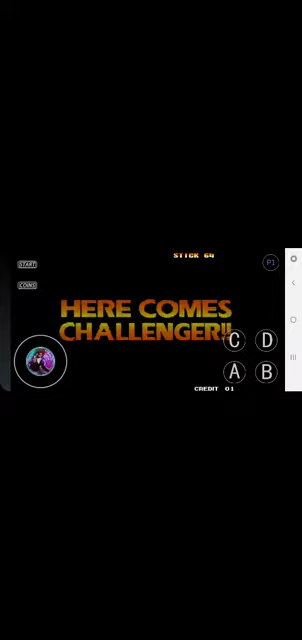 STICK 64
START
P1
COINS
HERE COMES
CHALLENGER!!
C
D
A
B
CREDIT 01